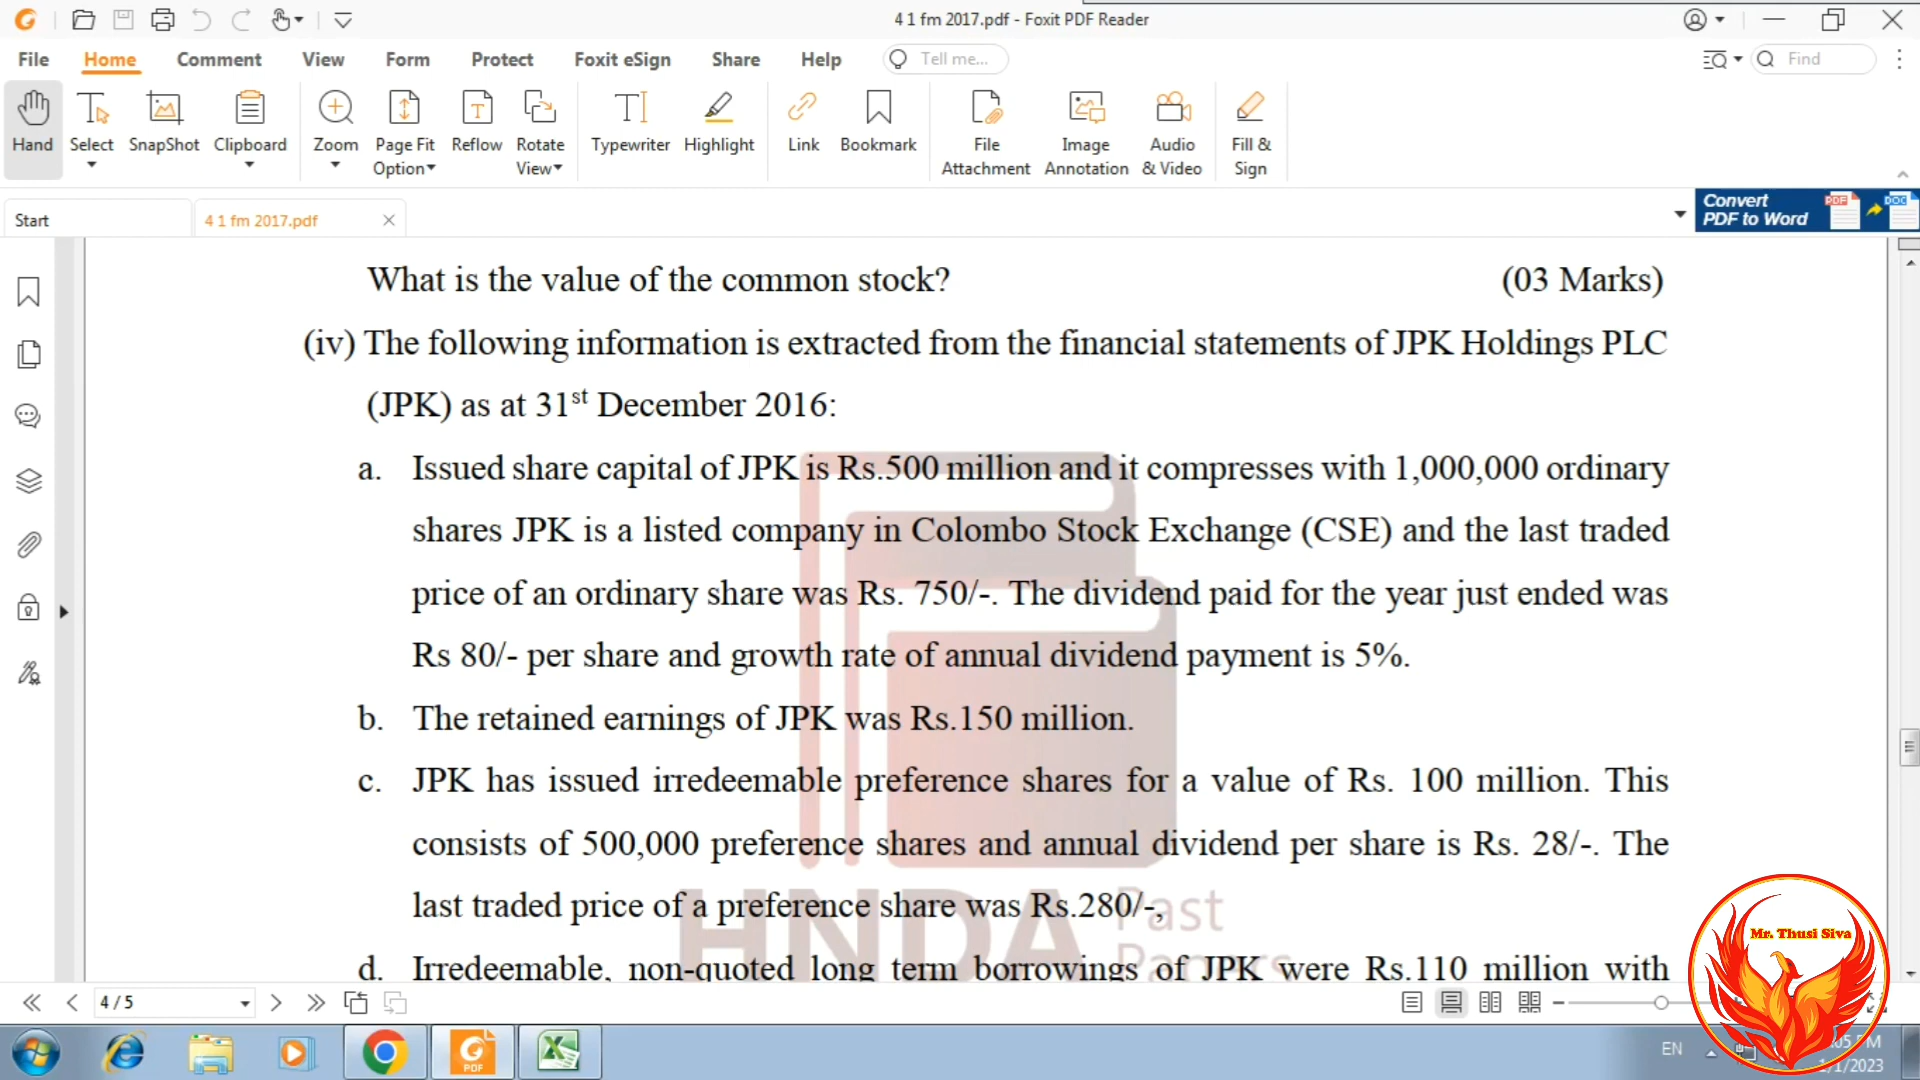 4 1 fm 2017.pdf - Foxit PDF Reader
File Home Comment View Form Protect Foxit eSign Share Help Tell me... Find
Hand Select SnapShot Clipboard Zoom Page Fit Option Reflow Rotate View Typewriter Highlight Link Bookmark File Attachment Image Annotation Audio & Video Fill & Sign
Start 4 1 fm 2017.pdf
Convert PDF to Word PDF DOC
What is the value of the common stock? (03 Marks)
(iv) The following information is extracted from the financial statements of JPK Holdings PLC
(JPK) as at 31st December 2016:
a. Issued share capital of JPK is Rs.500 million and it compresses with 1,000,000 ordinary
shares JPK is a listed company in Colombo Stock Exchange (CSE) and the last traded
price of an ordinary share was Rs. 750/-. The dividend paid for the year just ended was
Rs 80/- per share and growth rate of annual dividend payment is 5%.
b. The retained earnings of JPK was Rs.150 million.
c. JPK has issued irredeemable preference shares for a value of Rs. 100 million. This
consists of 500,000 preference shares and annual dividend per share is Rs. 28/-. The
last traded price of a preference share was Rs.280/-,
HNDA Past Papers
d. Irredeemable, non-quoted long term borrowings of JPK were Rs.110 million with
Mr. Thusi Siva
4 / 5
PDF
EN
05 PM
1/1/2023